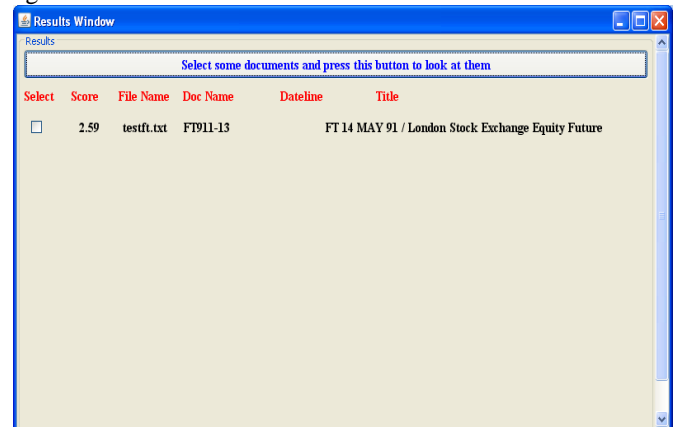 Results Window
Results
Select some documents and press this button to look at them
Select Score File Name Doc Name Dateline Title
2.59 testft.txt FT911-13 FT 14 MAY 91 / London Stock Exchange Equity Future